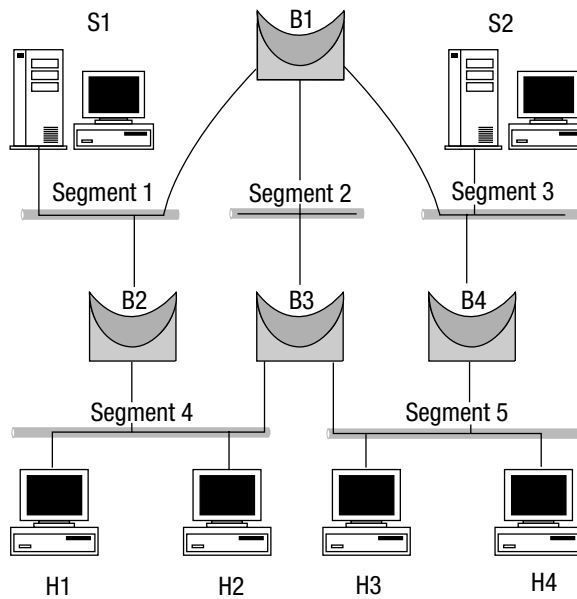 S1
B1
S2
Segment 1
Segment 2
Segment 3
B2
B3
B4
Segment 4
Segment 5
H1
H2
H3
H4